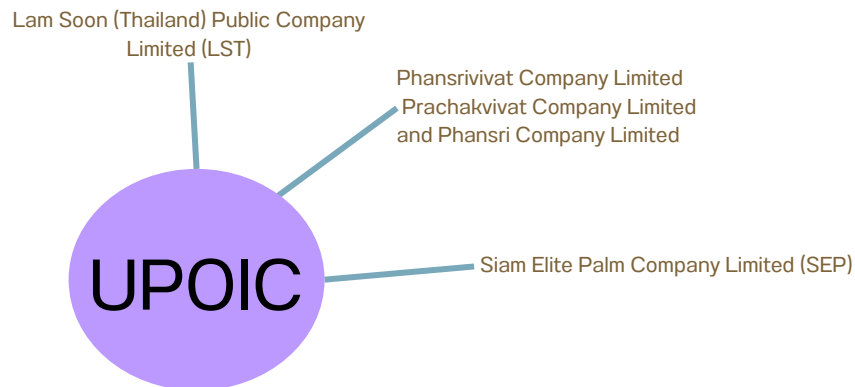 Lam Soon (Thailand) Public Company
Limited (LST)
Phansrivivat Company Limited
Prachakvivat Company Limited
and Phansri Company Limited
Siam Elite Palm Company Limited (SEP)
UPOIC